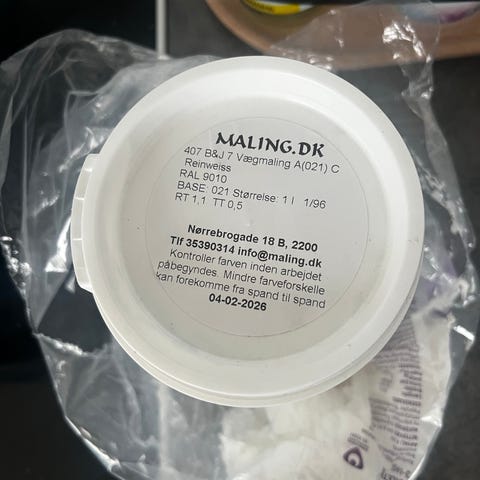 MALING.DK
407 B&J 7 Vægmaling A(021) C
Reinweiss
RAL 9010
BASE: 021 Størrelse: 1 l 1/96
RT 1,1 TT 0,5
Nørrebrogade 18 B, 2200
Tlf 35390314 info@maling.dk
Kontroller farven inden arbejdet
påbegyndes. Mindre farveforskelle
kan forekomme fra spand til spand
04-02-2026